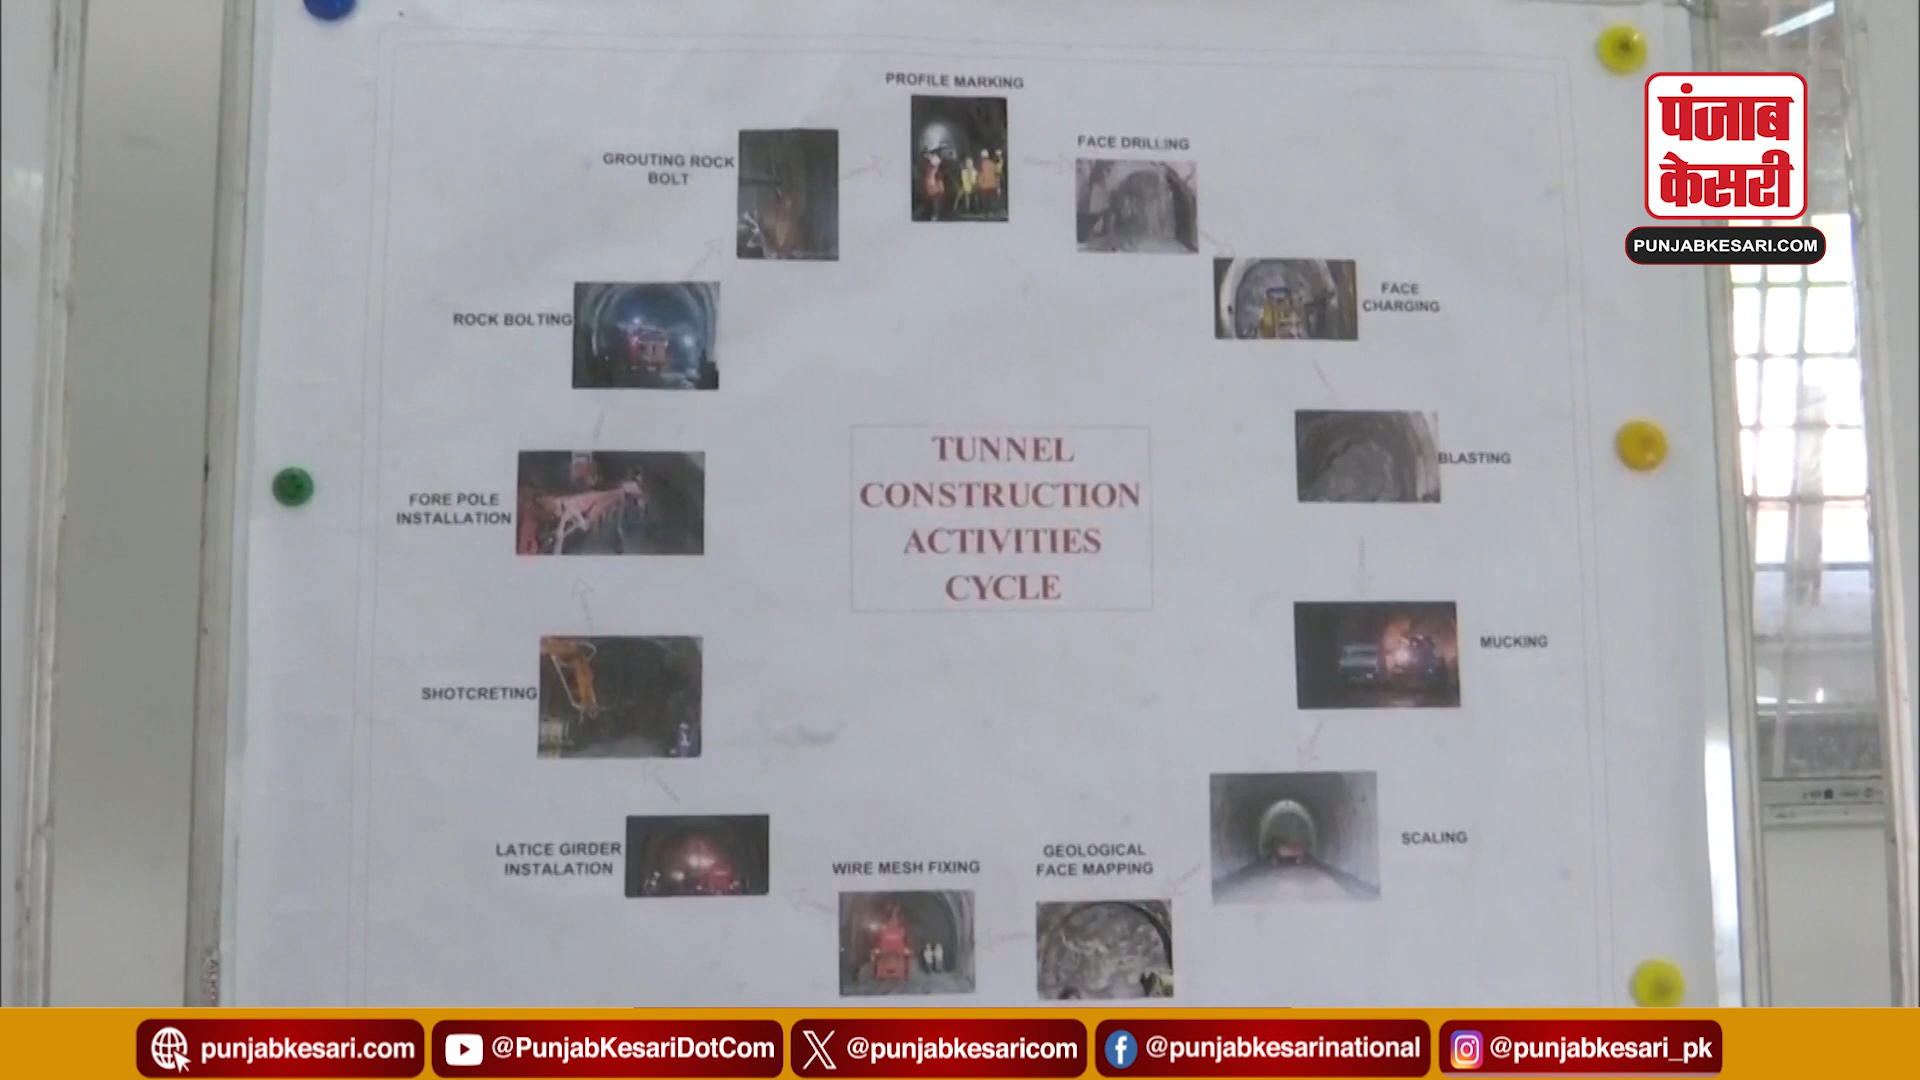 PROFILE MARKING
FACE DRILLING
GROUTING ROCK
BOLT
FACE
CHARGING
ROCK BOLTING
BLASTING
TUNNEL
CONSTRUCTION
ACTIVITIES
CYCLE
FORE POLE
INSTALLATION
MUCKING
SHOTCRETING
SCALING
LATICE GIRDER
INSTALATION
WIRE MESH FIXING
GEOLOGICAL
FACE MAPPING
पंजाब
केसरी
PUNJABKESARI.COM
punjabkesari.com
@PunjabKesariDotCom
@punjabkesaricom
@punjabkesarinational
@punjabkesari_pk